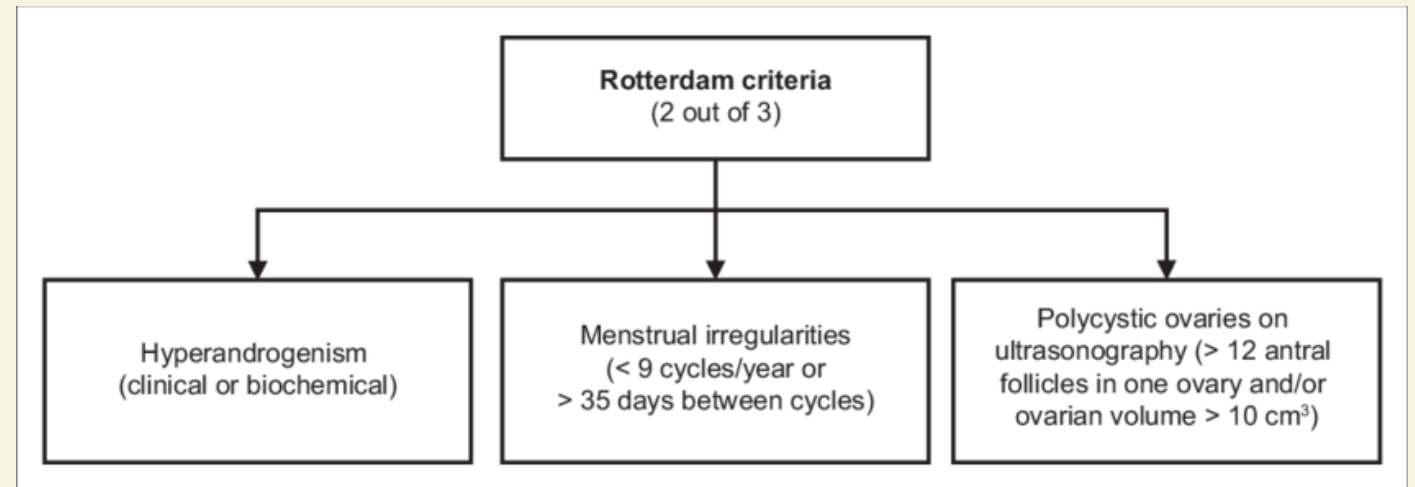 Rotterdam criteria
(2 out of 3)
Hyperandrogenism
(clinical or biochemical)
Menstrual irregularities
(< 9 cycles/year or
> 35 days between cycles)
Polycystic ovaries on
ultrasonography (> 12 antral
follicles in one ovary and/or
ovarian volume > 10 cm³)